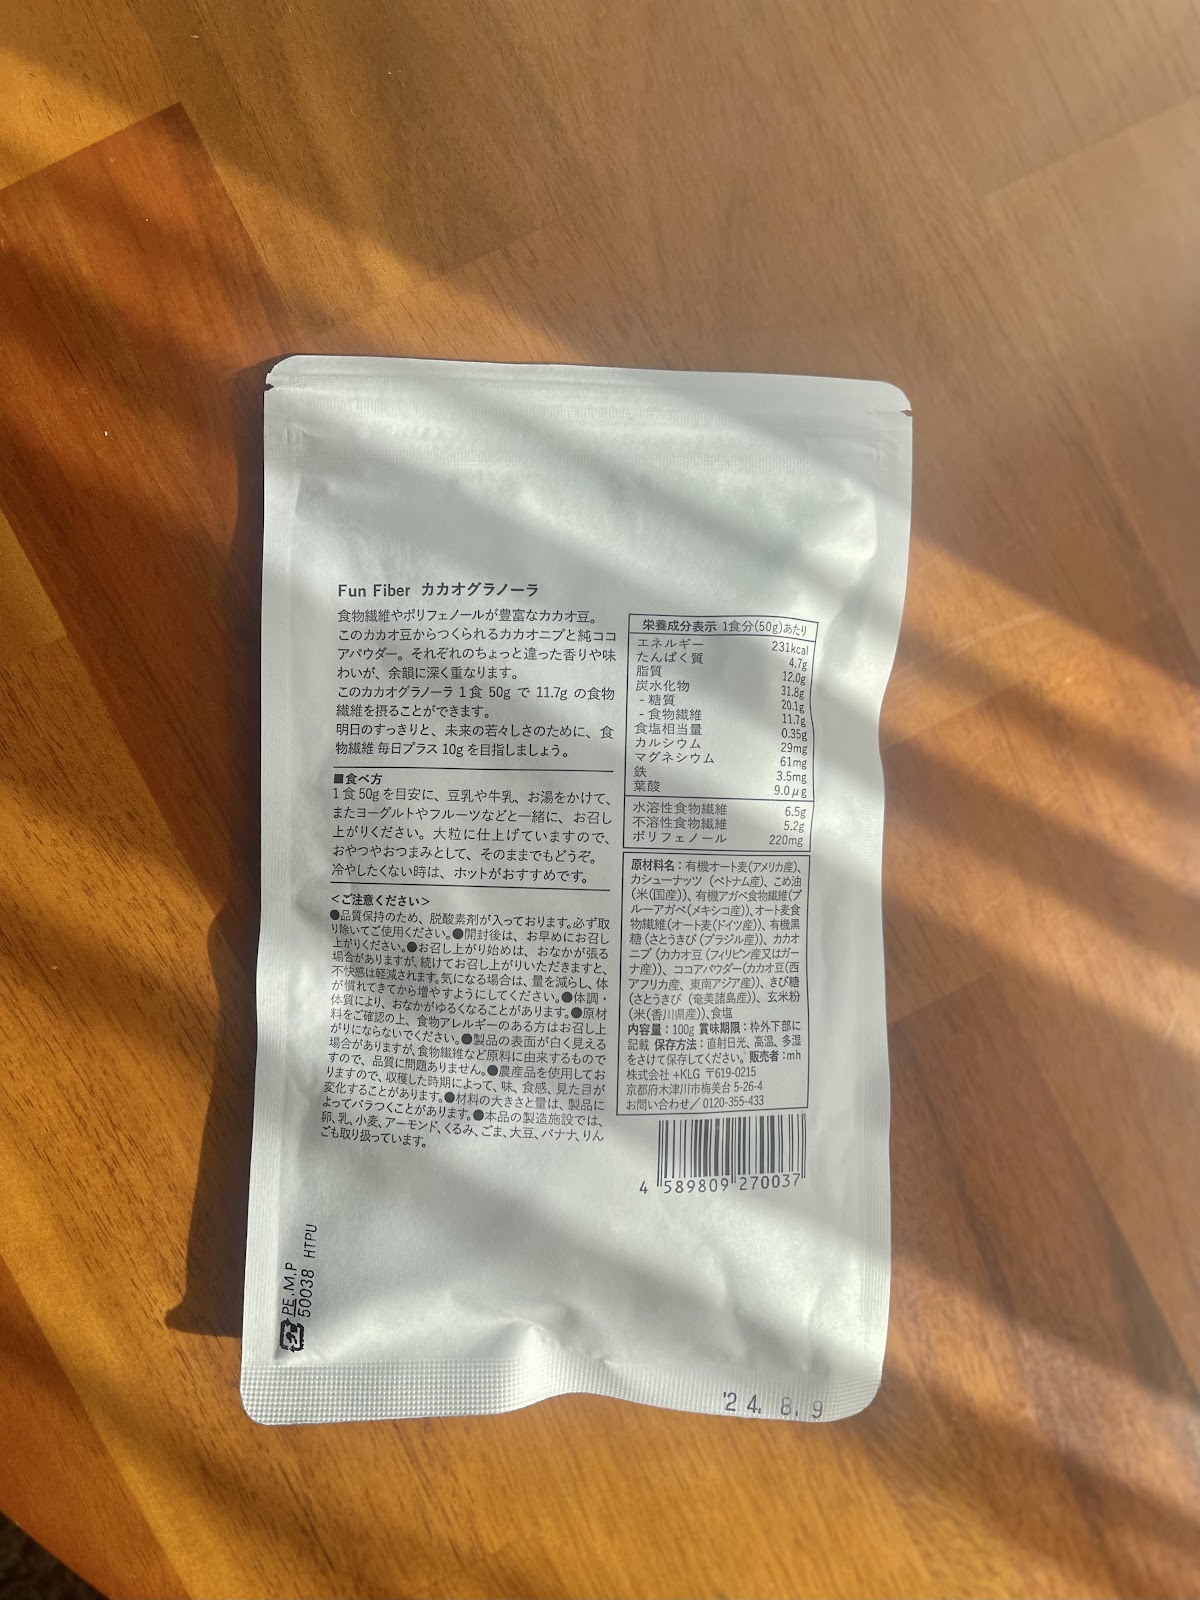 Fun Fiber カカオグラノーラ
食物繊維やポリフェノールが豊富なカカオ豆。
このカカオ豆からつくられるカカオニブと純ココ
アパウダー。それぞれのちょっと違った香りや味
わいが、余韻に深く重なります。
このカカオグラノーラ 1 食 50g で 11.7g の食物
繊維を摂ることができます。
明日のすっきりと、未来の若々しさのために、食
物繊維 毎日プラス 10g を目指しましょう。
■食べ方
1 食 50g を目安に、豆乳や牛乳、お湯をかけて、
またヨーグルトやフルーツなどと一緒に、お召し
上がりください。大粒に仕上げていますので、
おやつやおつまみとして、そのままでもどうぞ。
冷やしたくない時は、ホットがおすすめです。
＜ご注意ください＞
●品質保持のため、脱酸素剤が入っております。必ず取
り除いてご使用ください。●開封後は、お早めにお召し
上がりください。●お召し上がり始めは、おなかが張る
場合がありますが、続けてお召し上がりいただきますと、
不快感は軽減されます。気になる場合は、量を減らし、体
が慣れてきてから増やすようにしてください。●体調・
体質により、おなかがゆるくなることがあります。●原材
料をご確認の上、食物アレルギーのある方はお召し上
がりにならないでください。●製品の表面が白く見える
場合がありますが、食物繊維など原料に由来するもので
すので、品質に問題ありません。●農産品を使用してお
りますので、収穫した時期によって、味、食感、見た目が
変化することがあります。●材料の大きさと量は、製品に
よってバラつくことがあります。●本品の製造施設では、
卵、乳、小麦、アーモンド、くるみ、ごま、大豆、バナナ、りん
ごも取り扱っています。
栄養成分表示 1食分(50g)あたり
エネルギー 231kcal
たんぱく質 4.7g
脂質 12.0g
炭水化物 31.8g
- 糖質 20.1g
- 食物繊維 11.7g
食塩相当量 0.35g
カルシウム 29mg
マグネシウム 61mg
鉄 3.5mg
葉酸 9.0μg
水溶性食物繊維 6.5g
不溶性食物繊維 5.2g
ポリフェノール 220mg
原材料名：有機オート麦(アメリカ産)、
カシューナッツ (ベトナム産)、こめ油
(米(国産))、有機アガベ食物繊維(ブ
ルーアガベ(メキシコ産))、オート麦食
物繊維(オート麦(ドイツ産))、有機黒
糖 (さとうきび (ブラジル産))、カカオ
ニブ (カカオ豆 (フィリピン産又はガー
ナ産))、ココアパウダー(カカオ豆(西
アフリカ産、東南アジア産))、きび糖
(さとうきび (奄美諸島産))、玄米粉
(米(香川県産))、食塩
内容量：100g 賞味期限：枠外下部に
記載 保存方法：直射日光、高温、多湿
をさけて保存してください。販売者：mh
株式会社 +KLG 〒619-0215
京都府木津川市梅美台 5-26-4
お問い合わせ／ 0120-355-433
4 589809 270037
PE.M.P
50038 HTPU
'24. 8. 9